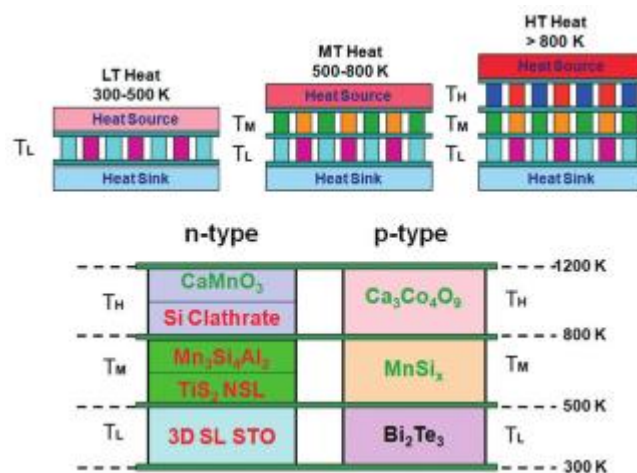 LT Heat
300-500 K
Heat Source
TL
Heat Sink
MT Heat
500-800 K
Heat Source
TM
TL
Heat Sink
HT Heat
> 800 K
Heat Source
TH
TM
TL
Heat Sink
n-type
p-type
1200 K
TH
CaMnO3
Si Clathrate
Ca3Co4O9
TH
800 K
TM
Mn3Si4Al2
TiS2 NSL
MnSix
TM
500 K
TL
3D SL STO
Bi2Te3
TL
300 K